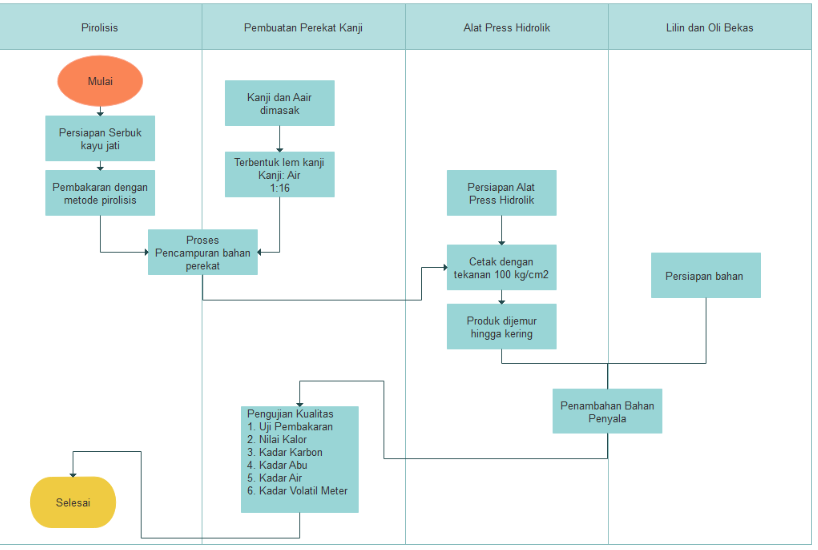 Pirolisis
Pembuatan Perekat Kanji
Alat Press Hidrolik
Lilin dan Oli Bekas
Mulai
Persiapan Serbuk
kayu jati
Pembakaran dengan
metode pirolisis
Kanji dan Aair
dimasak
Terbentuk lem kanji
Kanji: Air
1:16
Proses
Pencampuran bahan
perekat
Persiapan Alat
Press Hidrolik
Cetak dengan
tekanan 100 kg/cm2
Produk dijemur
hingga kering
Persiapan bahan
Penambahan Bahan
Penyala
Pengujian Kualitas
1. Uji Pembakaran
2. Nilai Kalor
3. Kadar Karbon
4. Kadar Abu
5. Kadar Air
6. Kadar Volatil Meter
Selesai